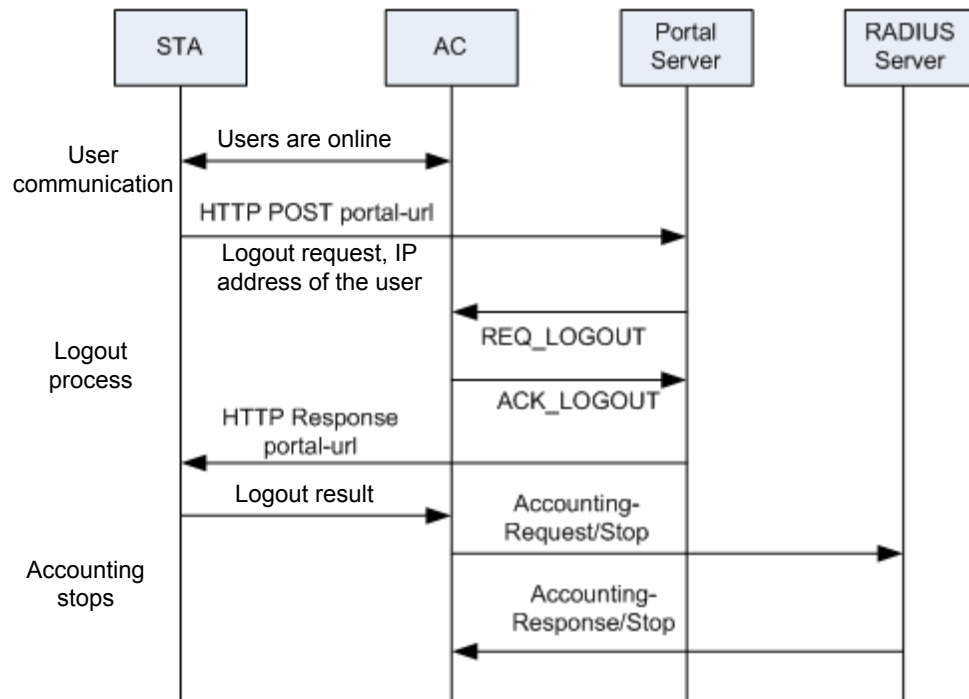 STA
AC
Portal
Server
RADIUS
Server
Users are online
User
communication
HTTP POST portal-url
Logout request, IP
address of the user
REQ_LOGOUT
Logout
process
ACK_LOGOUT
HTTP Response
portal-url
Logout result
Accounting-
Request/Stop
Accounting
stops
Accounting-
Response/Stop